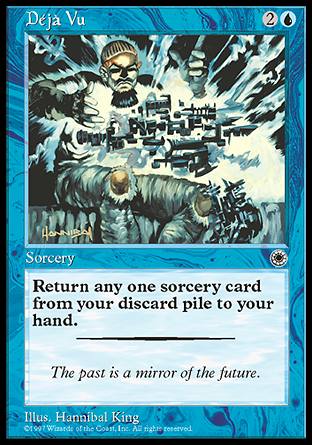 Déjà Vu 2
HANNIBAL
Sorcery
Return any one sorcery card
from your discard pile to your
hand.
The past is a mirror of the future.
Illus. Hannibal King
©1997 Wizards of the Coast, Inc. All rights reserved.